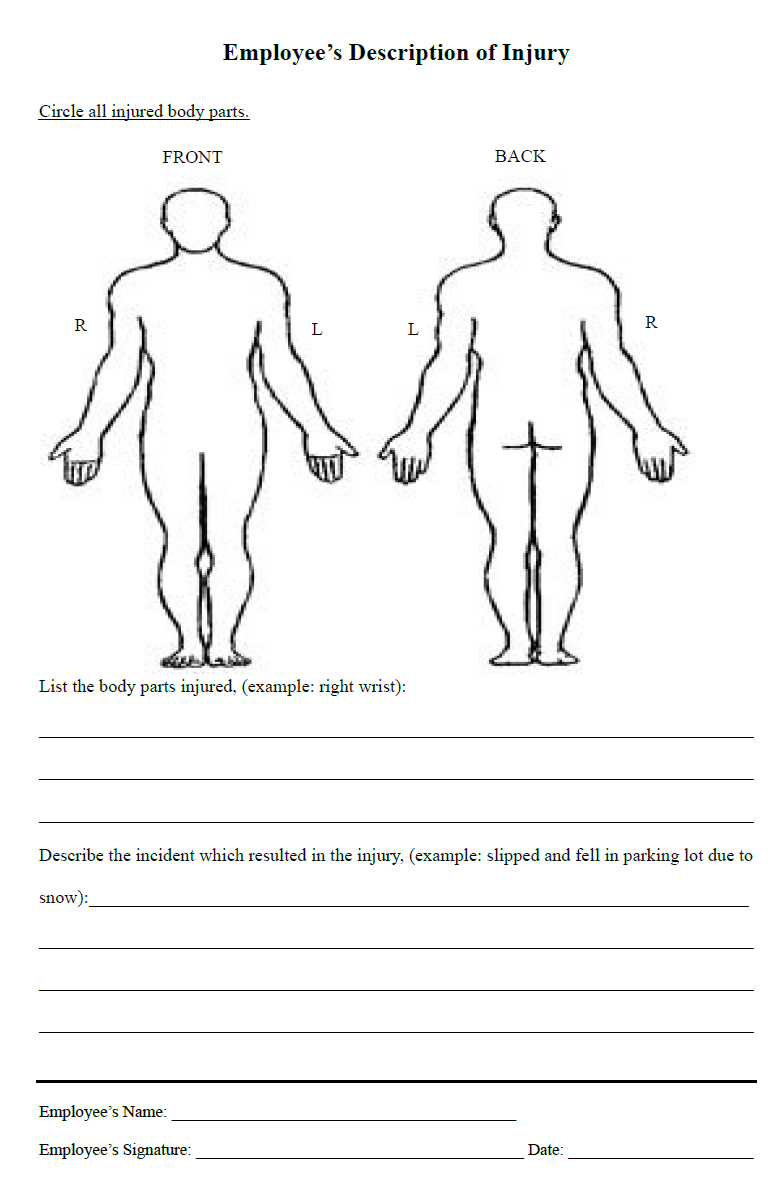 Employee’s Description of Injury
Circle all injured body parts.
FRONT
BACK
R
L
L
R
List the body parts injured, (example: right wrist):
Describe the incident which resulted in the injury, (example: slipped and fell in parking lot due to
snow):
Employee’s Name:
Employee’s Signature: Date: